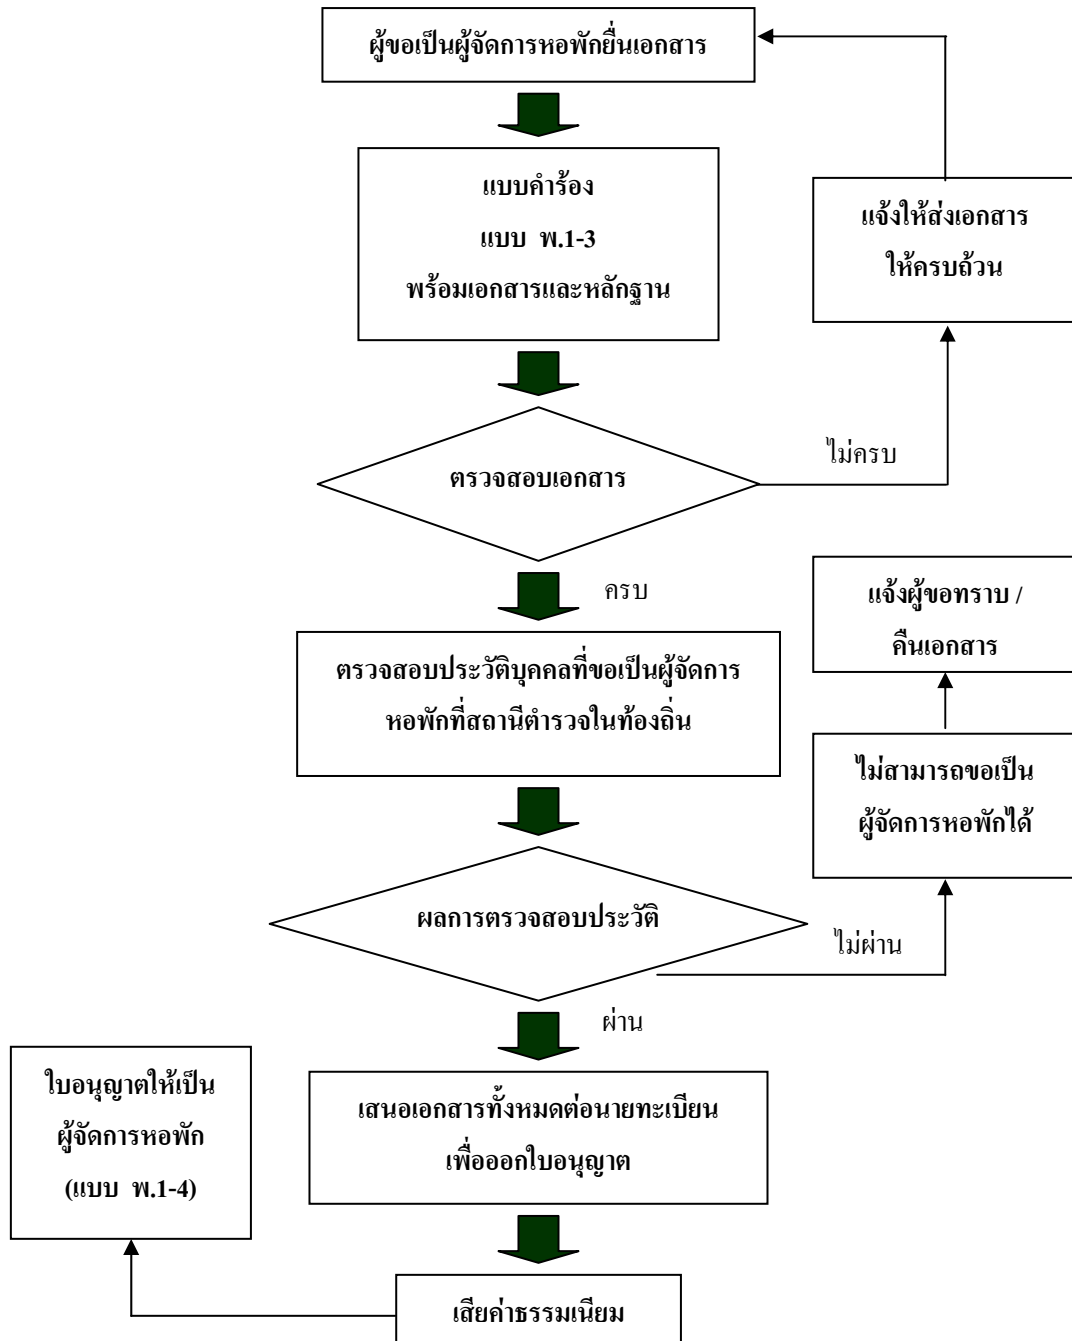 ผู้ขอเป็นผู้จัดการหอพักยื่นเอกสาร
แบบคำร้อง
แบบ พ.1-3
พร้อมเอกสารและหลักฐาน
แจ้งให้ส่งเอกสาร
ให้ครบถ้วน
ตรวจสอบเอกสาร
ไม่ครบ
ครบ
แจ้งผู้ขอทราบ /
คืนเอกสาร
ตรวจสอบประวัติบุคคลที่ขอเป็นผู้จัดการ
หอพักที่สถานีตำรวจในท้องถิ่น
ไม่สามารถขอเป็น
ผู้จัดการหอพักได้
ผลการตรวจสอบประวัติ
ไม่ผ่าน
ผ่าน
ใบอนุญาตให้เป็น
ผู้จัดการหอพัก
(แบบ พ.1-4)
เสนอเอกสารทั้งหมดต่อนายทะเบียน
เพื่อออกใบอนุญาต
เสียค่าธรรมเนียม